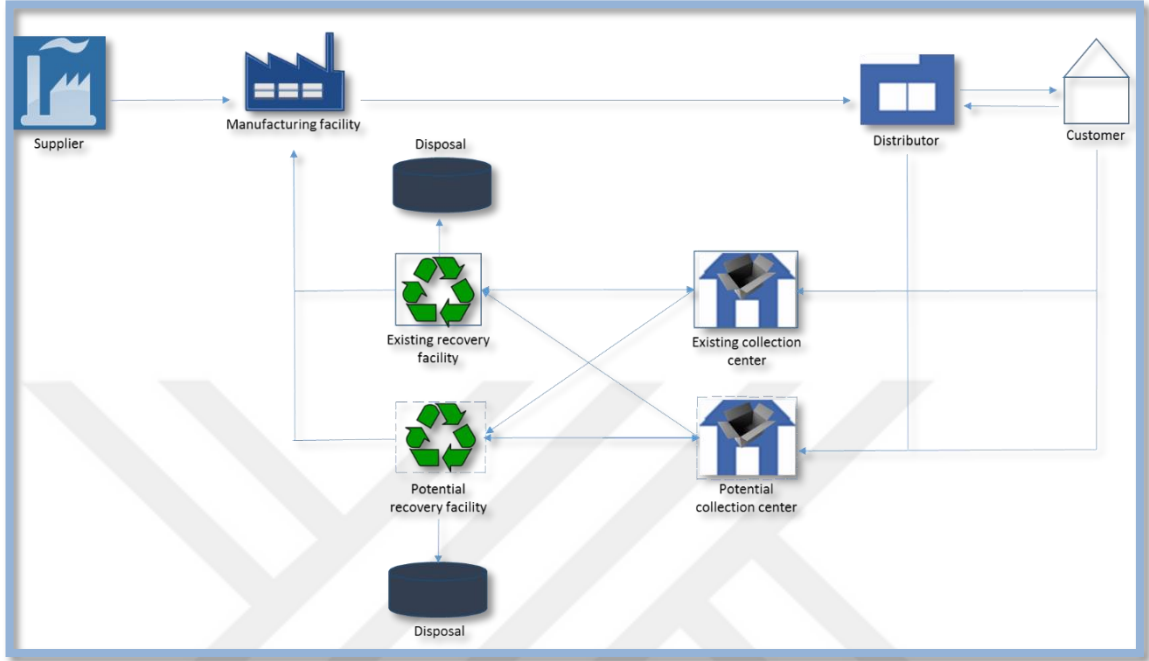 Supplier
Manufacturing facility
Distributor
Customer
Disposal
Existing recovery
facility
Existing collection
center
Potential
recovery facility
Potential
collection center
Disposal